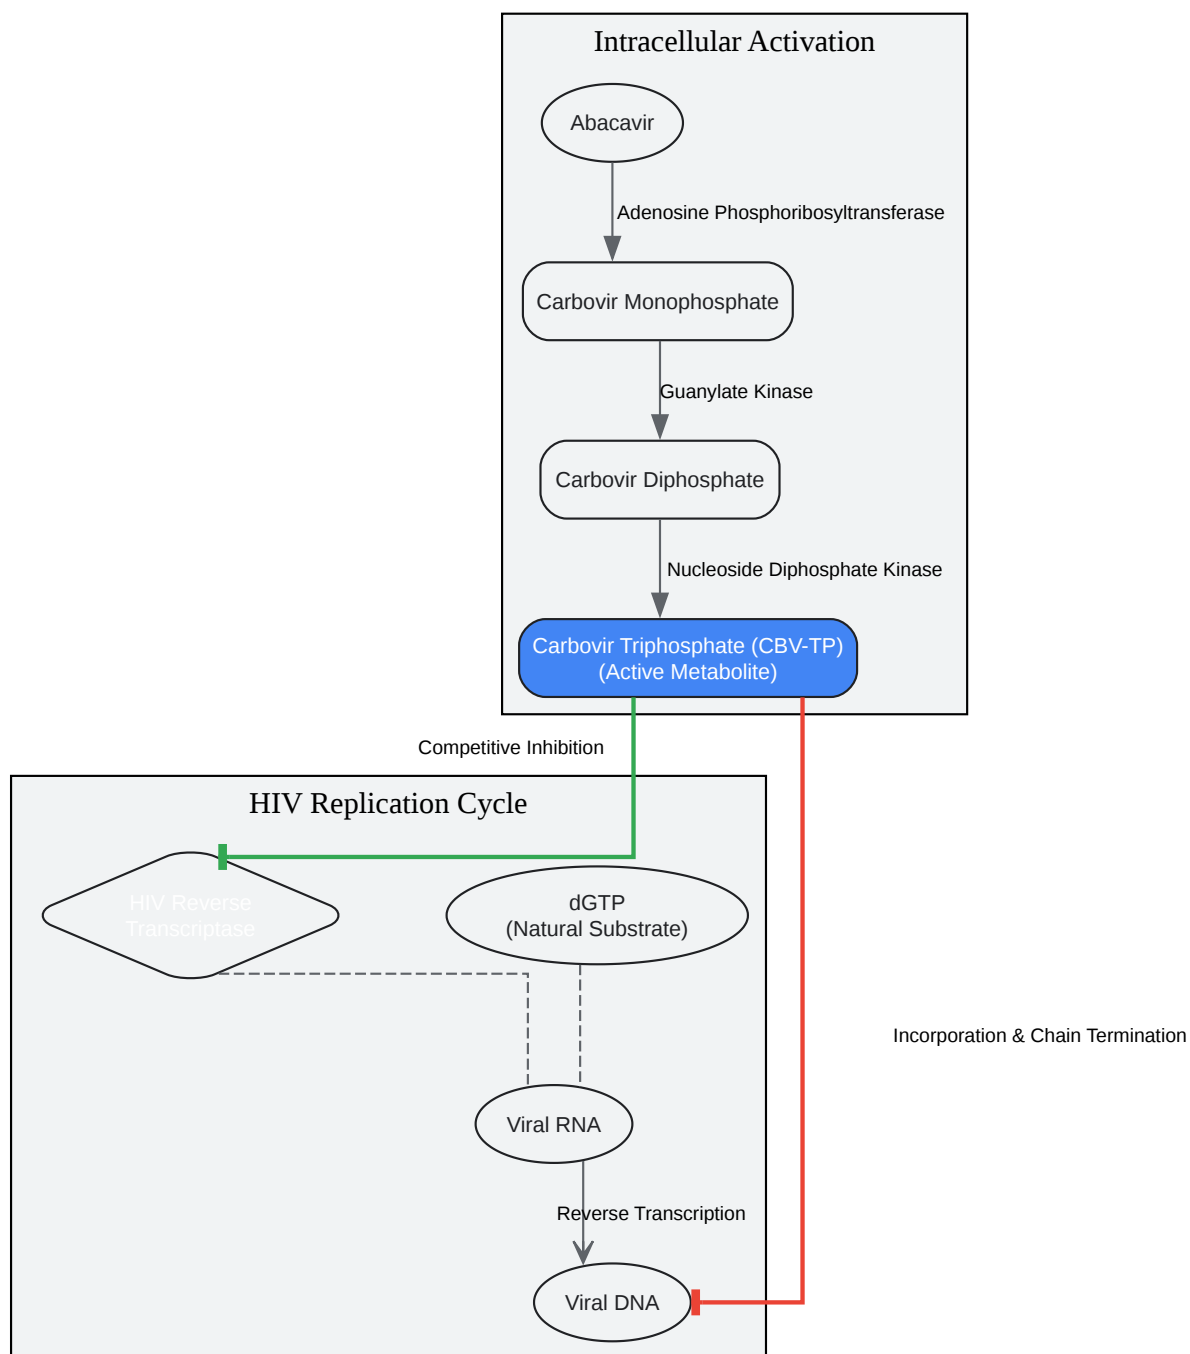 Intracellular Activation
Abacavir
Adenosine Phosphoribosyltransferase
Carbovir Monophosphate
Guanylate Kinase
Carbovir Diphosphate
Nucleoside Diphosphate Kinase
Carbovir Triphosphate (CBV-TP)
(Active Metabolite)
Competitive Inhibition
HIV Replication Cycle
HIV Reverse
Transcriptase
dGTP
(Natural Substrate)
Incorporation & Chain Termination
Viral RNA
Reverse Transcription
Viral DNA